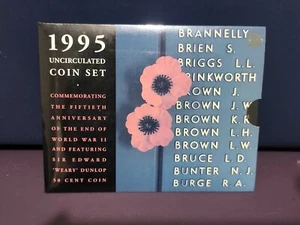 1995
UNCIRCULATED
COIN SET
COMMEMORATING
THE FIFTIETH
ANNIVERSARY
OF THE END OF
WORLD WAR II
AND FEATURING
SIR EDWARD
'WEARY' DUNLOP
50 CENT COIN
BRANNELLY
BRIEN S.
BRIGGS L.L.
BRINKWORTH
BROWN J.
BROWN J.W
BROWN K.R
BROWN L.H.
BROWN L.W
BRUCE L.D.
BUNTER N.J.
BURGE R.A.